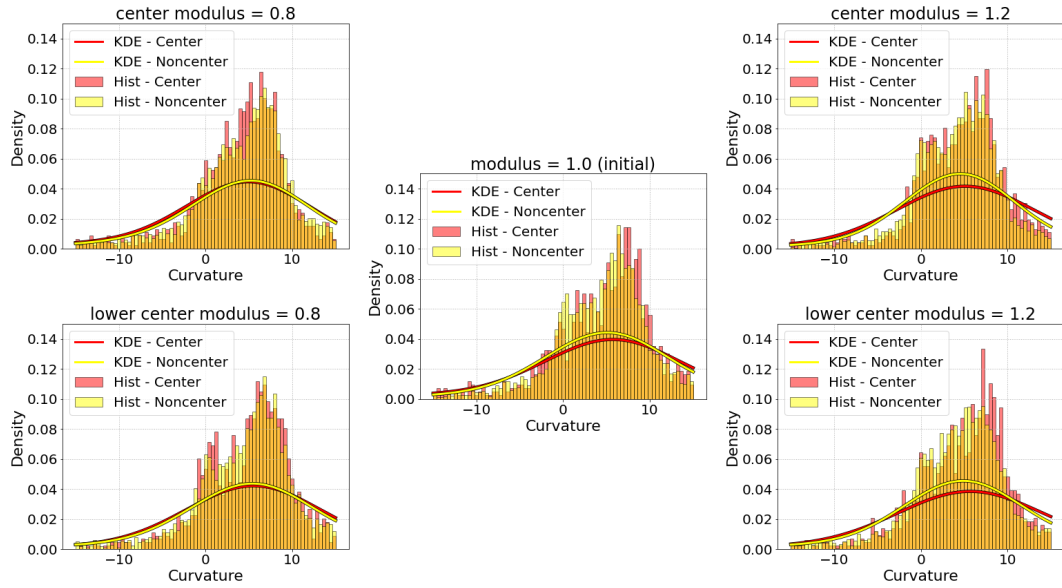 center modulus = 0.8
0.14
0.12
0.10
0.08
0.06
0.04
0.02
0.00
Density
KDE - Center
KDE - Noncenter
Hist - Center
Hist - Noncenter
−10
0
10
Curvature
center modulus = 1.2
0.14
0.12
0.10
0.08
0.06
0.04
0.02
0.00
Density
KDE - Center
KDE - Noncenter
Hist - Center
Hist - Noncenter
−10
0
10
Curvature
modulus = 1.0 (initial)
0.14
0.12
0.10
0.08
0.06
0.04
0.02
0.00
Density
KDE - Center
KDE - Noncenter
Hist - Center
Hist - Noncenter
−10
0
10
Curvature
lower center modulus = 0.8
0.14
0.12
0.10
0.08
0.06
0.04
0.02
0.00
Density
KDE - Center
KDE - Noncenter
Hist - Center
Hist - Noncenter
−10
0
10
Curvature
lower center modulus = 1.2
0.14
0.12
0.10
0.08
0.06
0.04
0.02
0.00
Density
KDE - Center
KDE - Noncenter
Hist - Center
Hist - Noncenter
−10
0
10
Curvature